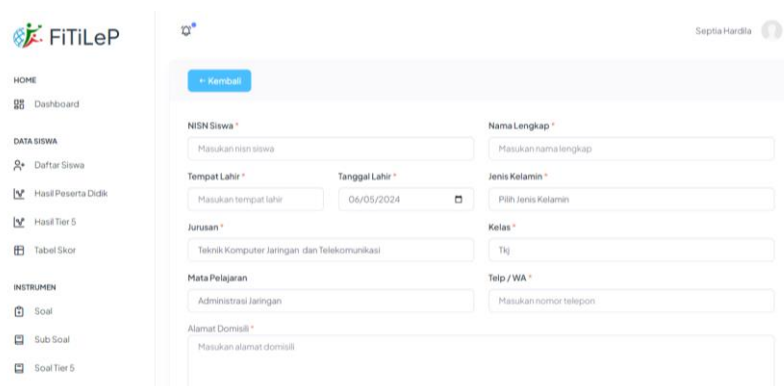 FiTiLeP
Septia Hardila
HOME
Dashboard
DATA SISWA
Daftar Siswa
Hasil Peserta Didik
Hasil Tier 5
Tabel Skor
INSTRUMEN
Soal
Sub Soal
Soal Tier 5
← Kembali
NISN Siswa *
Masukan nisn siswa
Nama Lengkap *
Masukan nama lengkap
Tempat Lahir *
Masukan tempat lahir
Tanggal Lahir *
06/05/2024
Jenis Kelamin *
Pilih Jenis Kelamin
Jurusan *
Teknik Komputer Jaringan dan Telekomunikasi
Kelas *
Tkj
Mata Pelajaran
Administrasi Jaringan
Telp / WA *
Masukan nomor telepon
Alamat Domisili *
Masukan alamat domisili